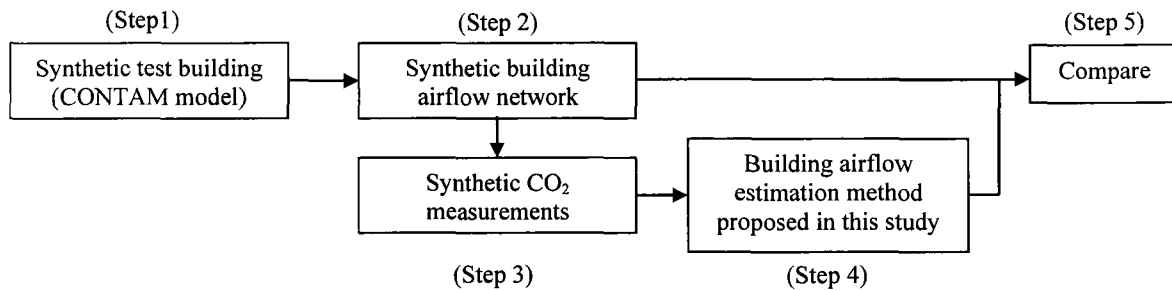 (Step1)
Synthetic test building
(CONTAM model)
(Step 2)
Synthetic building
airflow network
(Step 5)
Compare
Synthetic CO₂
measurements
(Step 3)
Building airflow
estimation method
proposed in this study
(Step 4)